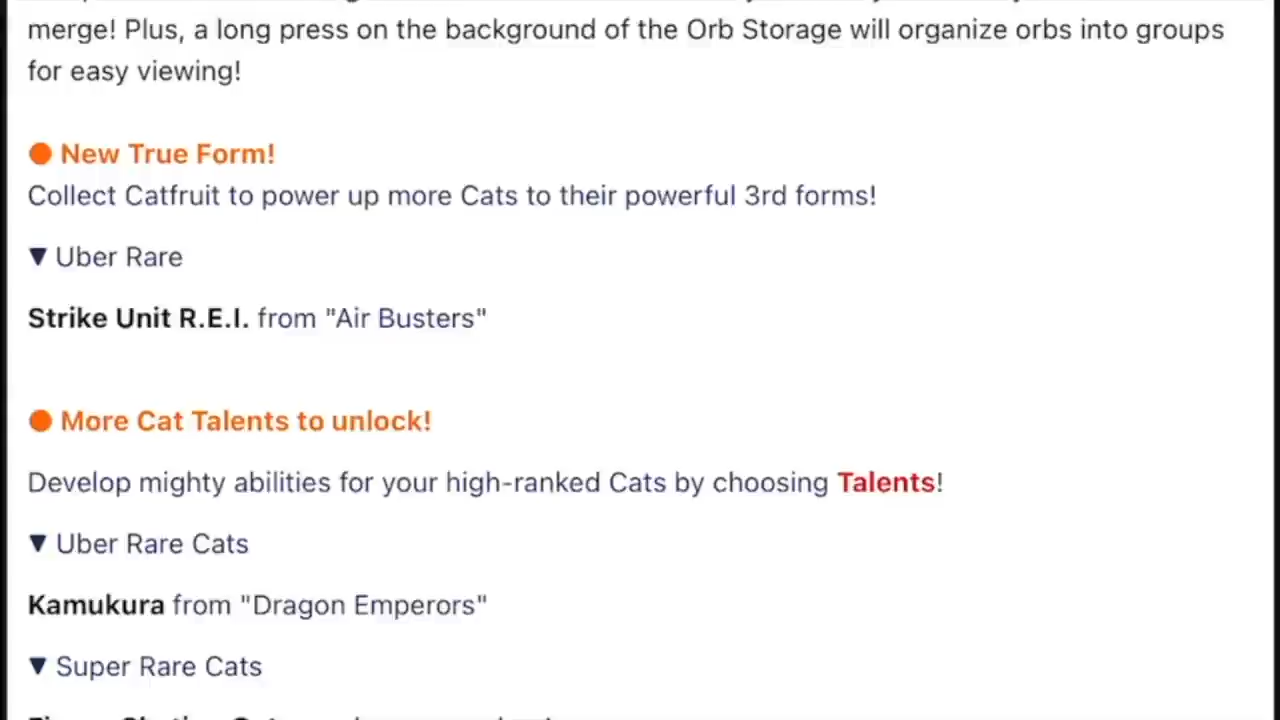 merge! Plus, a long press on the background of the Orb Storage will organize orbs into groups
for easy viewing!
● New True Form!
Collect Catfruit to power up more Cats to their powerful 3rd forms!
▼ Uber Rare
Strike Unit R.E.I. from "Air Busters"
● More Cat Talents to unlock!
Develop mighty abilities for your high-ranked Cats by choosing Talents!
▼ Uber Rare Cats
Kamukura from "Dragon Emperors"
▼ Super Rare Cats